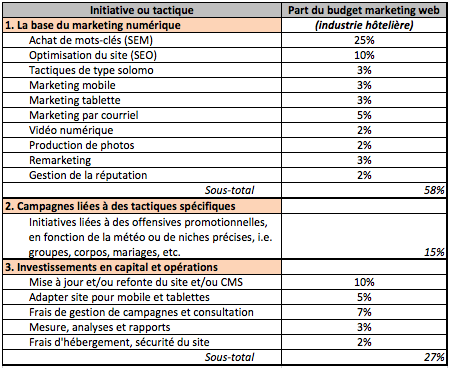 Initiative ou tactique Part du budget marketing web
1. La base du marketing numérique (industrie hôtelière)
Achat de mots-clés (SEM) 25%
Optimisation du site (SEO) 10%
Tactiques de type solomo 3%
Marketing mobile 3%
Marketing tablette 3%
Marketing par courriel 5%
Vidéo numérique 2%
Production de photos 2%
Remarketing 3%
Gestion de la réputation 2%
Sous-total 58%
2. Campagnes liées à des tactiques spécifiques
Initiatives liées à des offensives promotionnelles,
en fonction de la météo ou de niches précises, i.e.
groupes, corpos, mariages, etc. 15%
3. Investissements en capital et opérations
Mise à jour et/ou refonte du site et/ou CMS 10%
Adapter site pour mobile et tablettes 5%
Frais de gestion de campagnes et consultation 7%
Mesure, analyses et rapports 3%
Frais d'hébergement, sécurité du site 2%
Sous-total 27%